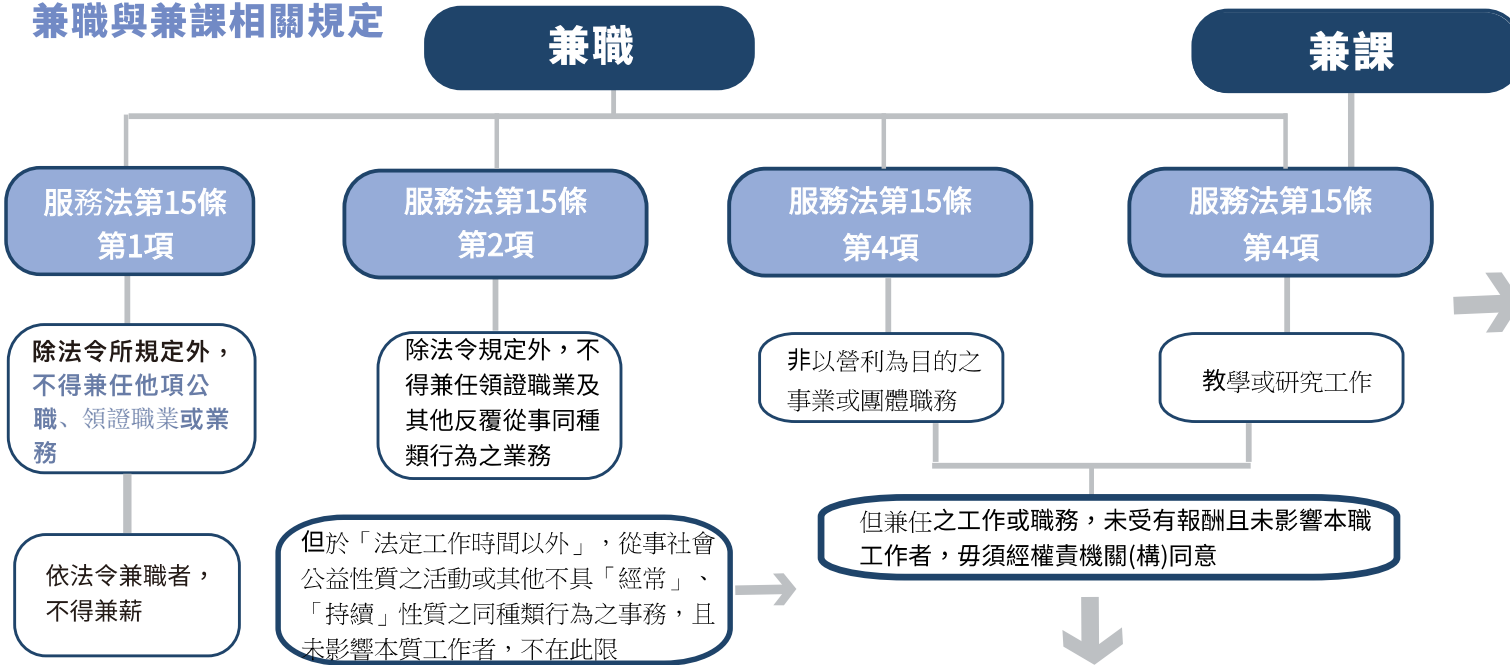 兼職與兼課相關規定
兼職
兼課
服務法第15條
第1項
服務法第15條
第2項
服務法第15條
第4項
服務法第15條
第4項
除法令所規定外，
不得兼任他項公
職、領證職業或業
務
除法令規定外，不
得兼任領證職業及
其他反覆從事同種
類行為之業務
非以營利為目的之
事業或團體職務
教學或研究工作
依法令兼職者，
不得兼薪
但於「法定工作時間以外」，從事社會
公益性質之活動或其他不具「經常」、
「持續」性質之同種類行為之事務，且
未影響本質工作者，不在此限
但兼任之工作或職務，未受有報酬且未影響本職
工作者，毋須經權責機關(構)同意